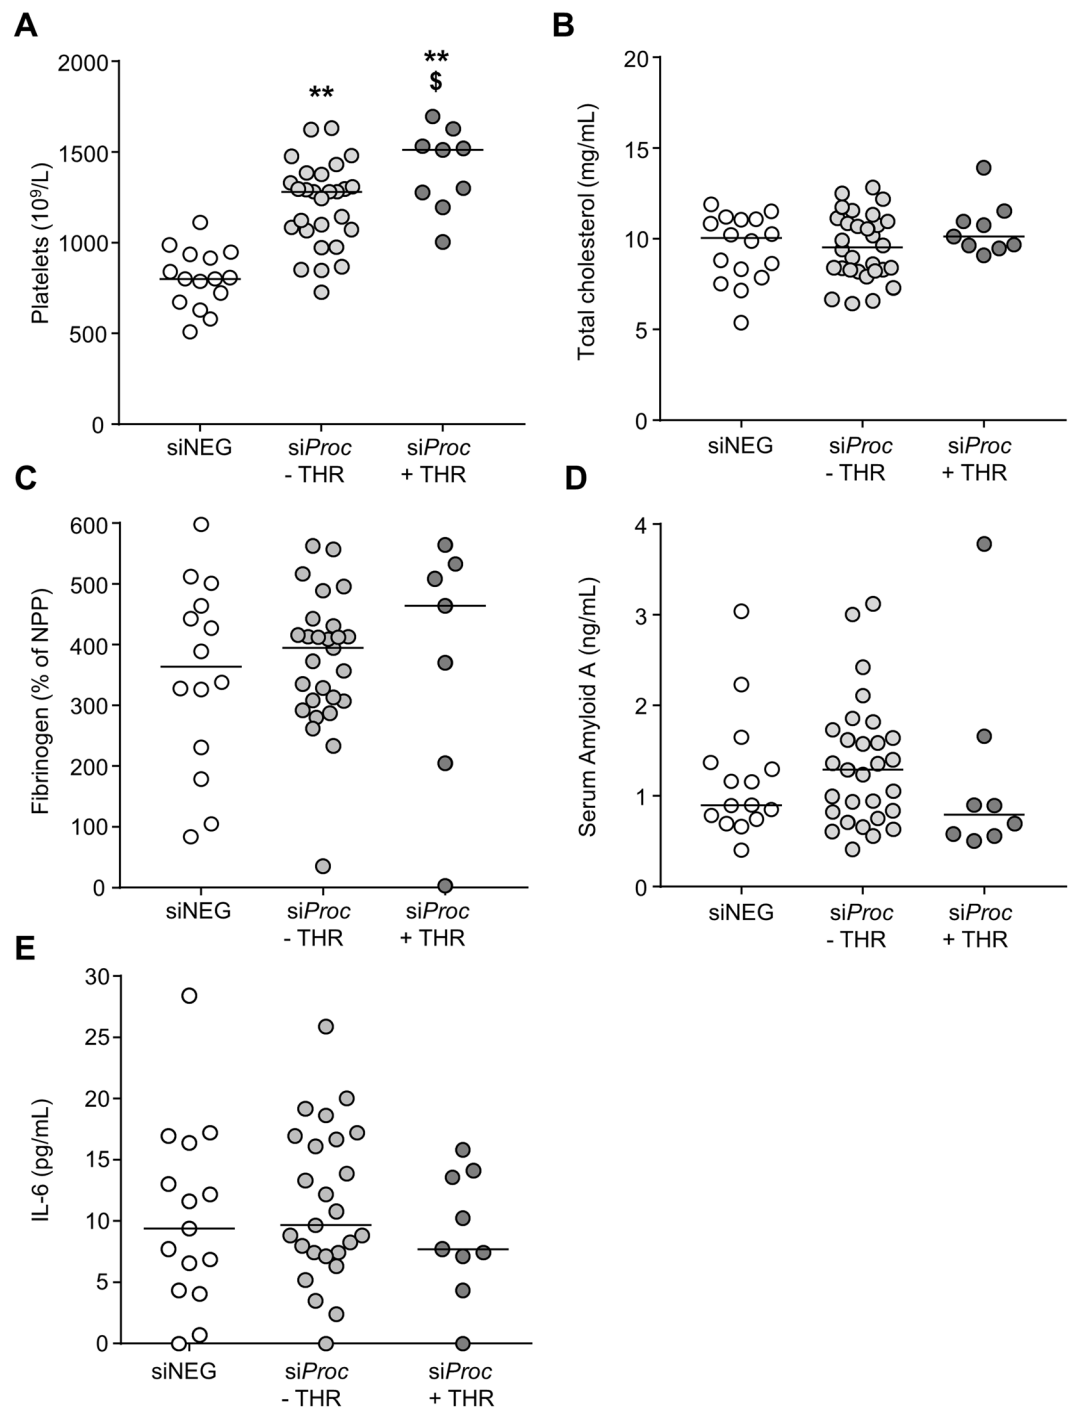 A
Platelets (10⁹/L)
2000
1500
1000
500
0
**
**
$
siNEG
siProc
- THR
siProc
+ THR
B
Total cholesterol (mg/mL)
20
15
10
5
0
siNEG
siProc
- THR
siProc
+ THR
C
Fibrinogen (% of NPP)
600
500
400
300
200
100
0
siNEG
siProc
- THR
siProc
+ THR
D
Serum Amyloid A (ng/mL)
4
3
2
1
0
siNEG
siProc
- THR
siProc
+ THR
E
IL-6 (pg/mL)
30
25
20
15
10
5
0
siNEG
siProc
- THR
siProc
+ THR